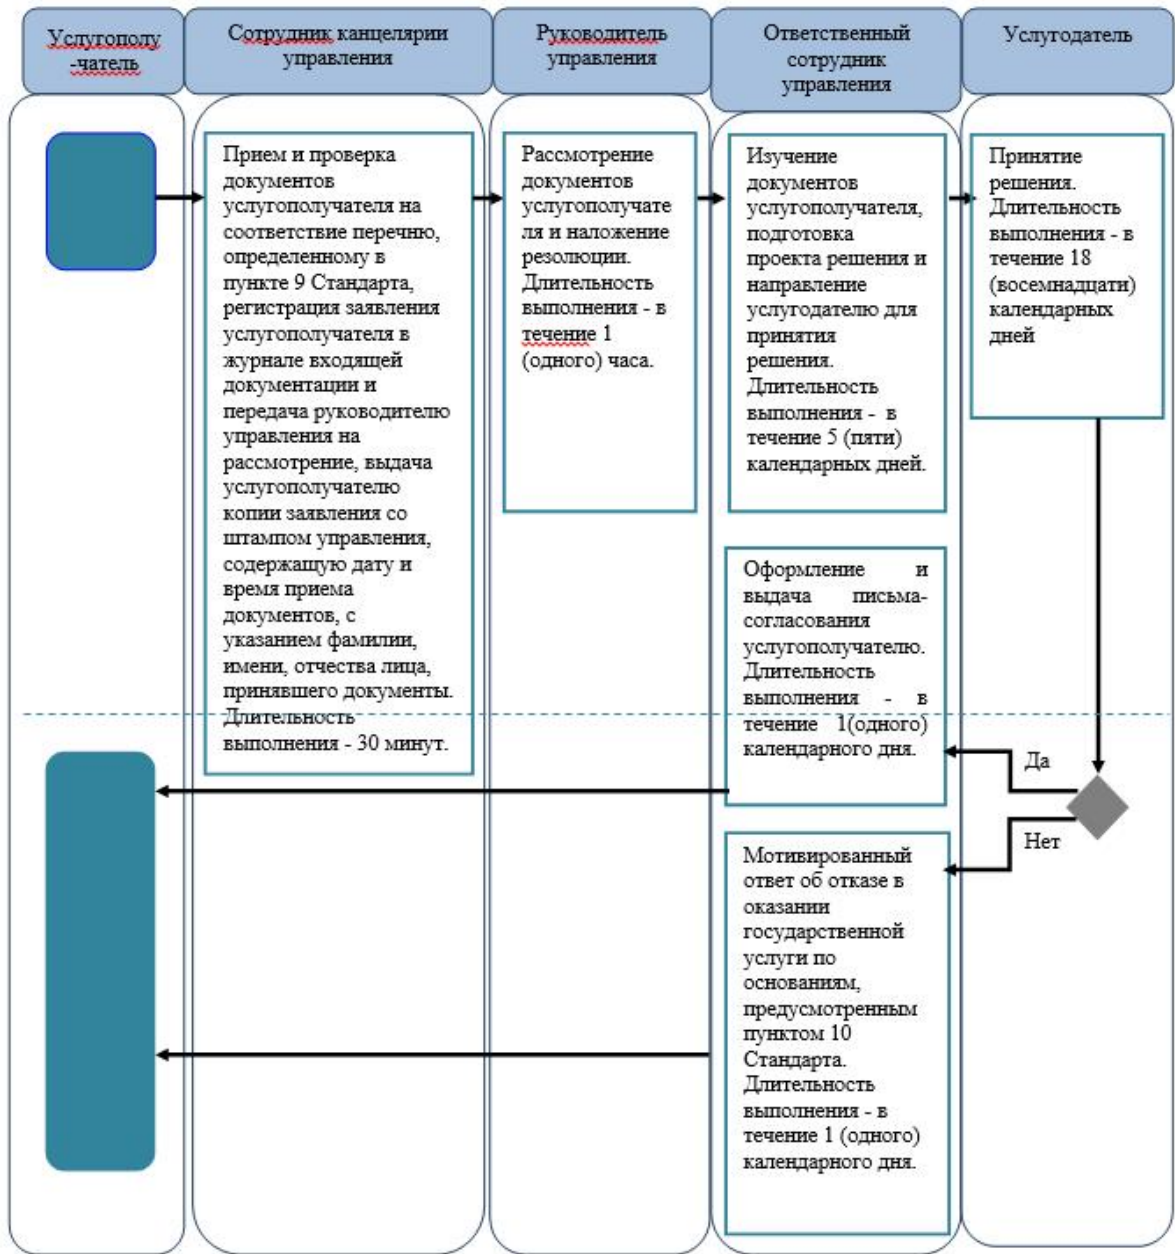 Услугополу
-чатель
Сотрудник канцелярии
управления
Руководитель
управления
Ответственный
сотрудник
управления
Услугодатель
Прием и проверка
документов
услугополучателя на
соответствие перечню,
определенному в
пункте 9 Стандарта,
регистрация заявления
услугополучателя в
журнале входящей
документации и
передача руководителю
управления на
рассмотрение, выдача
услугополучателю
копии заявления со
штампом управления,
содержащую дату и
время приема
документов, с
указанием фамилии,
имени, отчества лица,
принявшего документы.
Длительность
выполнения - 30 минут.
Рассмотрение
документов
услугополучате
ля и наложение
резолюции.
Длительность
выполнения - в
течение 1
(одного) часа.
Изучение
документов
услугополучателя,
подготовка
проекта решения и
направление
услугодателю для
принятия
решения.
Длительность
выполнения - в
течение 5 (пяти)
календарных дней.
Принятие
решения.
Длительность
выполнения - в
течение 18
(восемнадцати)
календарных
дней
Оформление и
выдача письма-
согласования
услугополучателю.
Длительность
выполнения - в
течение 1(одного)
календарного дня.
Да
Нет
Мотивированный
ответ об отказе в
оказании
государственной
услуги по
основаниям,
предусмотренным
пунктом 10
Стандарта.
Длительность
выполнения - в
течение 1 (одного)
календарного дня.